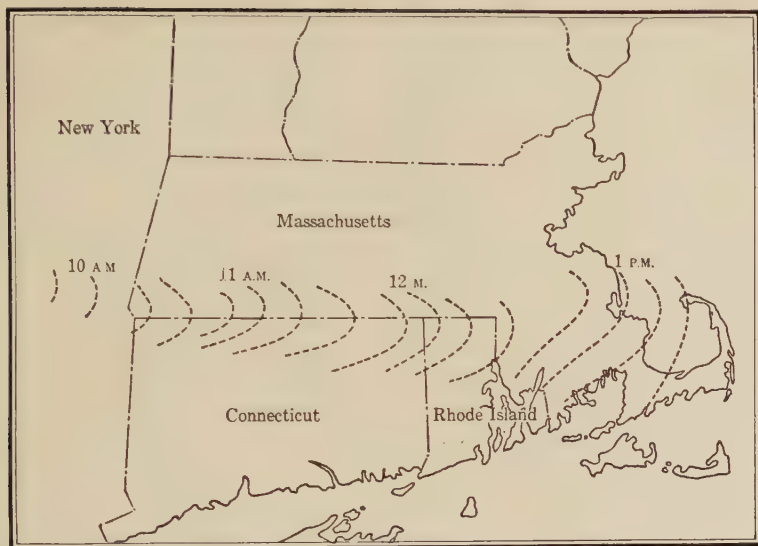 New York
Massachusetts
10 A M
11 A.M.
12 M.
1 P.M.
Connecticut
Rhode Island